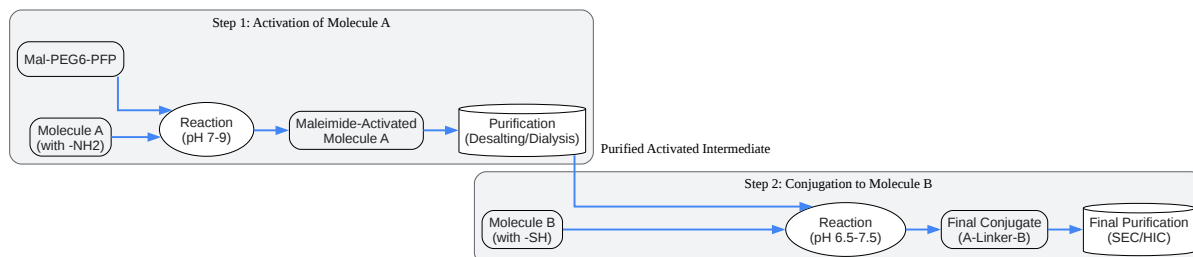 Step 1: Activation of Molecule A
Mal-PEG6-PFP
Molecule A
(with -NH2)
Reaction
(pH 7-9)
Maleimide-Activated
Molecule A
Purification
(Desalting/Dialysis)
Purified Activated Intermediate
Step 2: Conjugation to Molecule B
Molecule B
(with -SH)
Reaction
(pH 6.5-7.5)
Final Conjugate
(A-Linker-B)
Final Purification
(SEC/HIC)